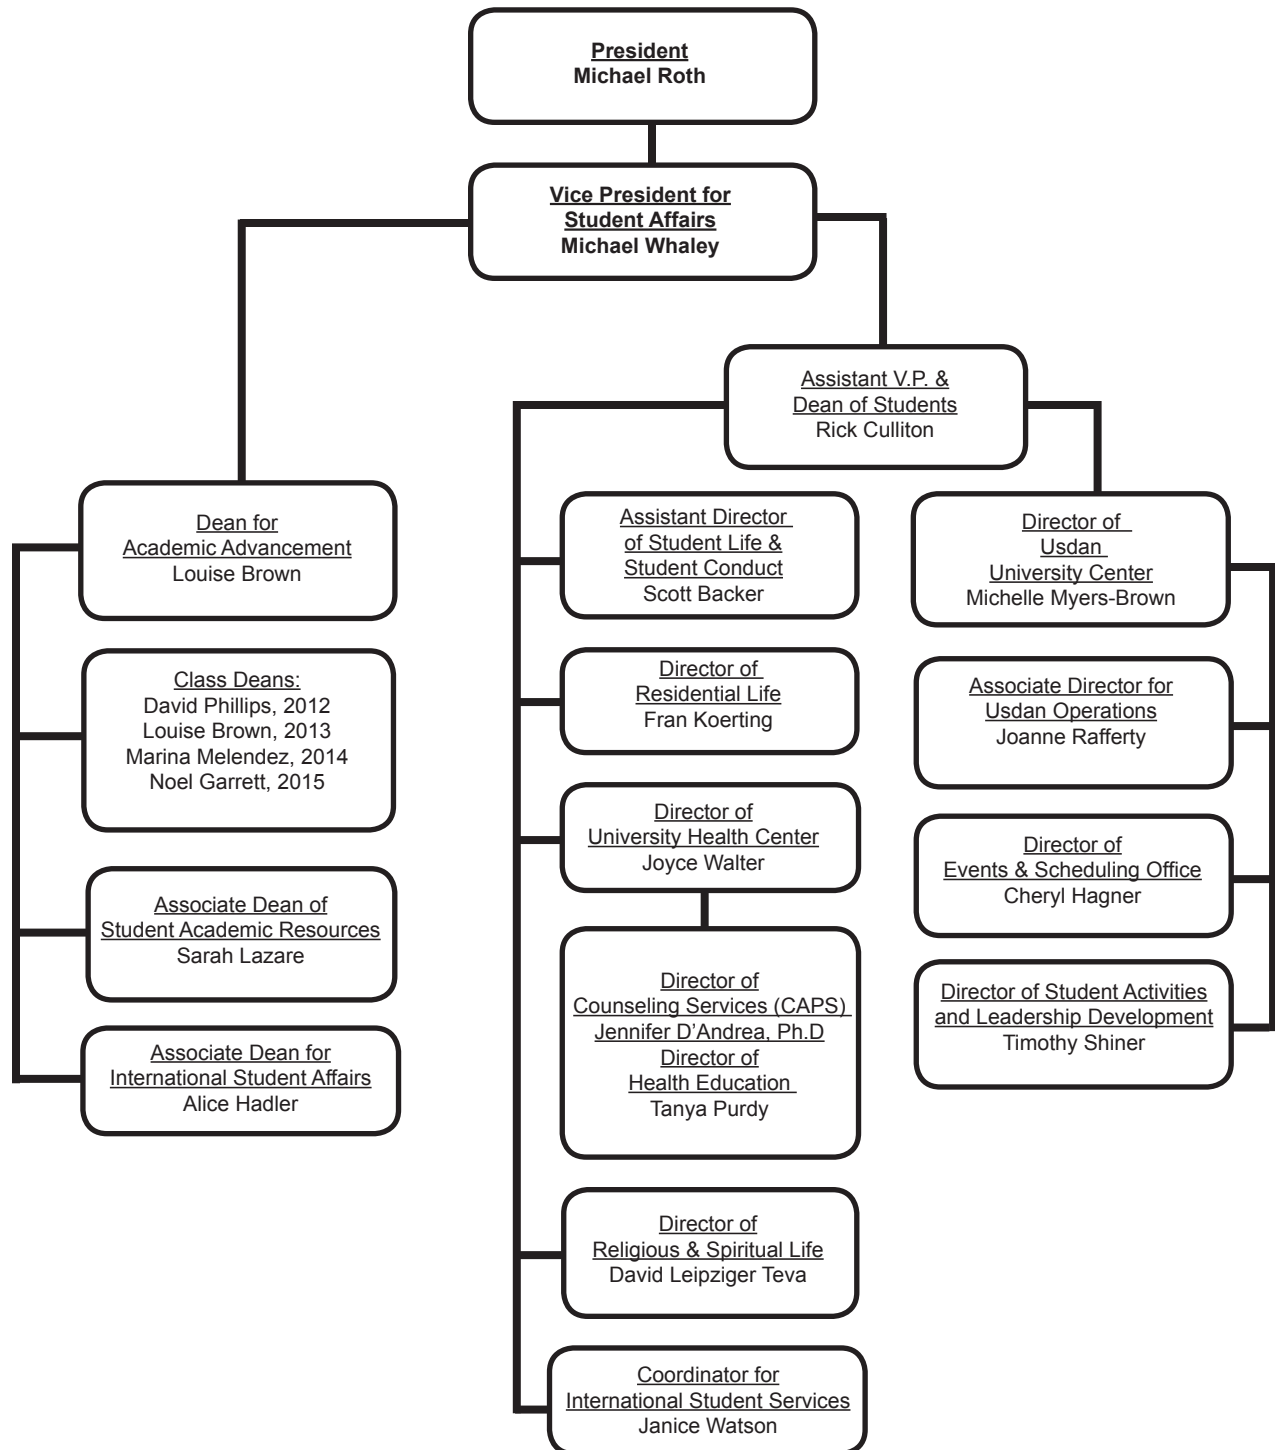 President
Michael Roth
Vice President for
Student Affairs
Michael Whaley
Assistant V.P. &
Dean of Students
Rick Culliton
Dean for
Academic Advancement
Louise Brown
Class Deans:
David Phillips, 2012
Louise Brown, 2013
Marina Melendez, 2014
Noel Garrett, 2015
Associate Dean of
Student Academic Resources
Sarah Lazare
Associate Dean for
International Student Affairs
Alice Hadler
Assistant Director
of Student Life &
Student Conduct
Scott Backer
Director of
Residential Life
Fran Koerting
Director of
University Health Center
Joyce Walter
Director of
Counseling Services (CAPS)
Jennifer D'Andrea, Ph.D
Director of
Health Education
Tanya Purdy
Director of
Religious & Spiritual Life
David Leipziger Teva
Coordinator for
International Student Services
Janice Watson
Director of
Usdan
University Center
Michelle Myers-Brown
Associate Director for
Usdan Operations
Joanne Rafferty
Director of
Events & Scheduling Office
Cheryl Hagner
Director of Student Activities
and Leadership Development
Timothy Shiner